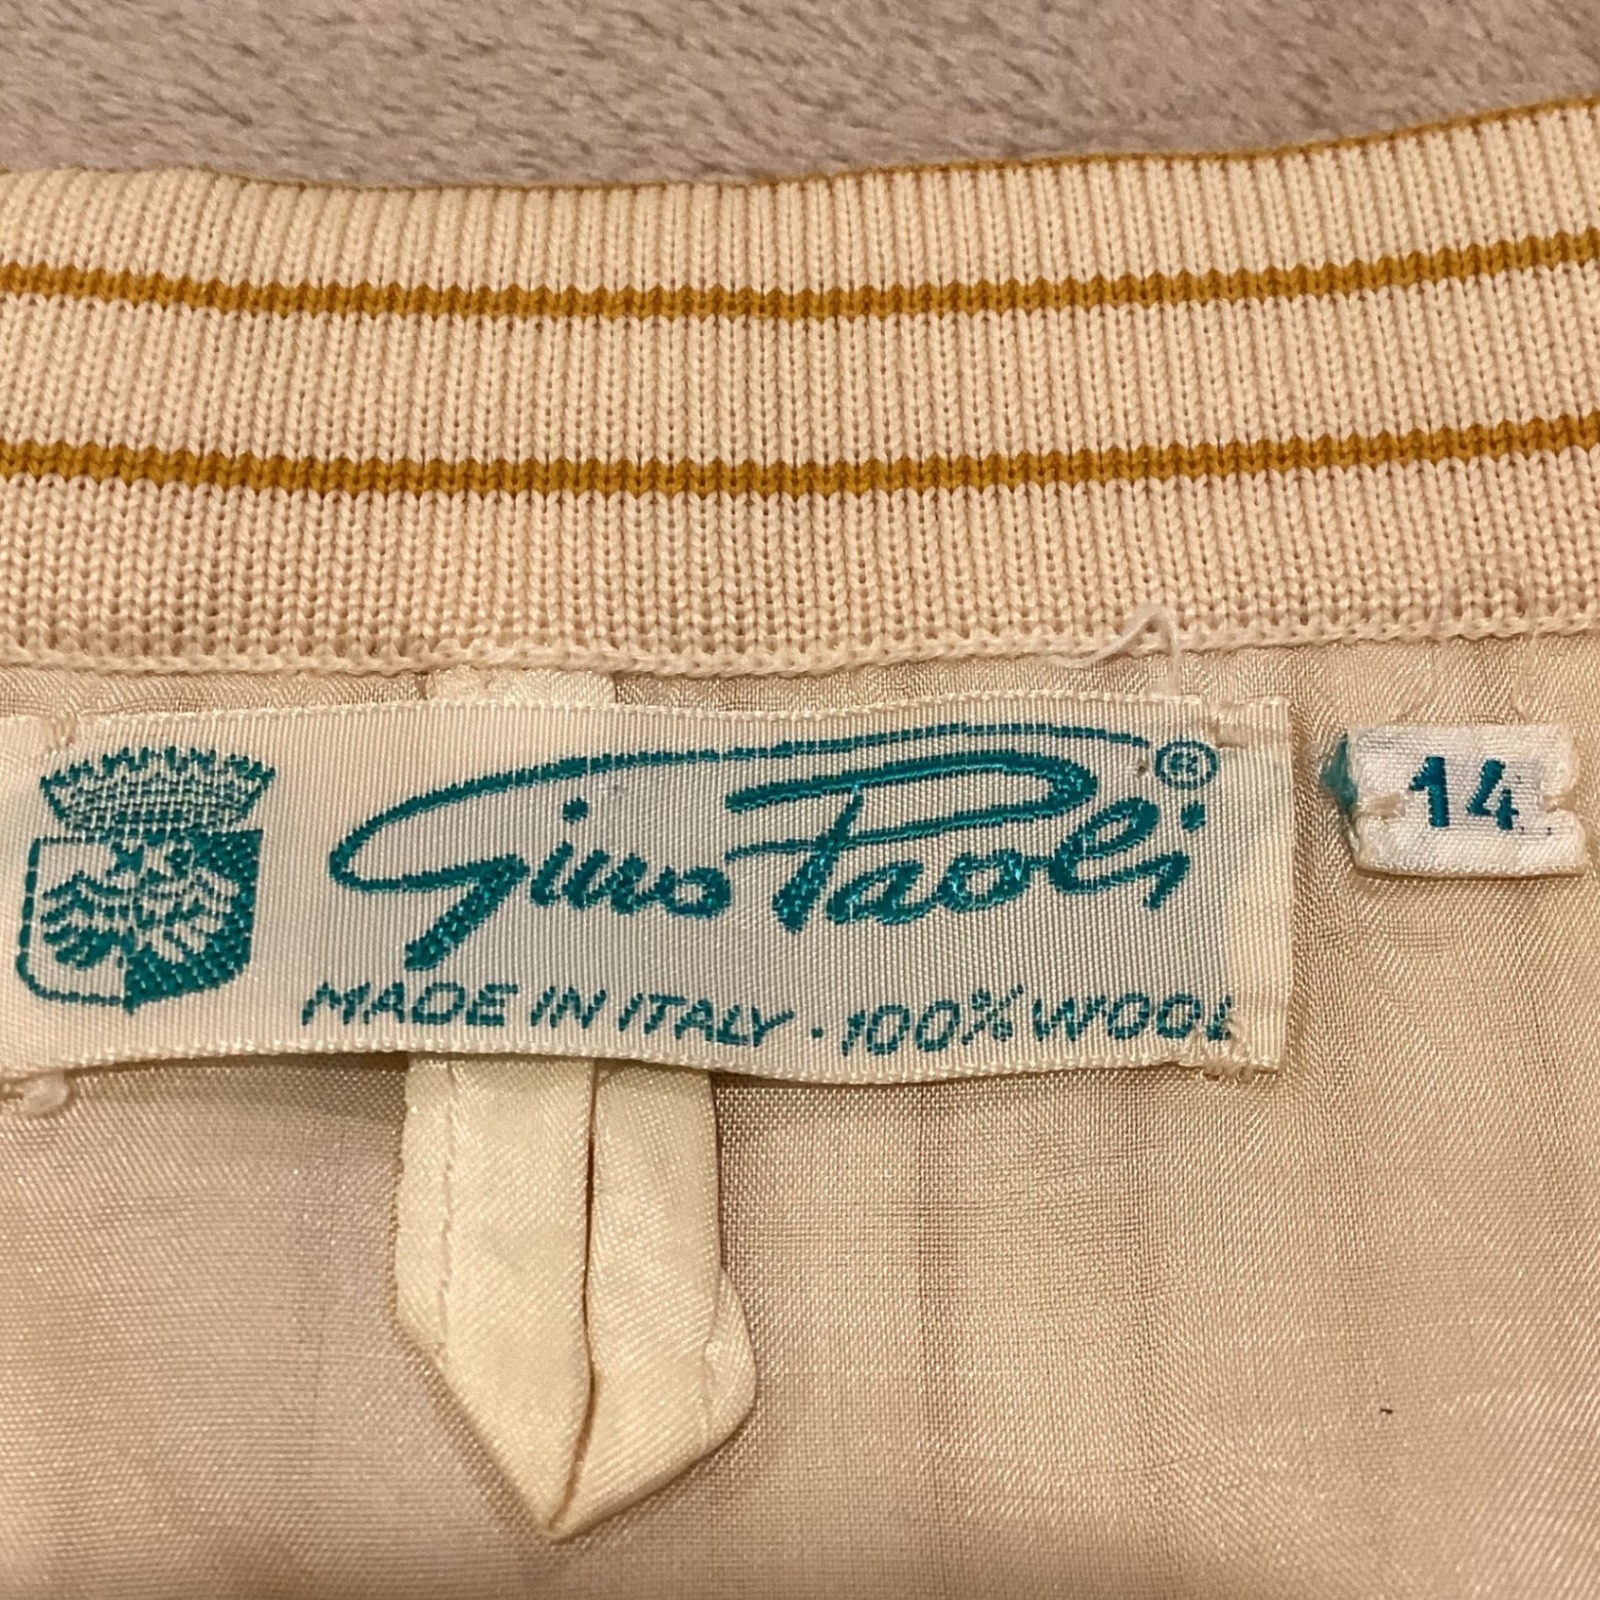 Gino Paoli ®
14
MADE IN ITALY · 100% WOOL